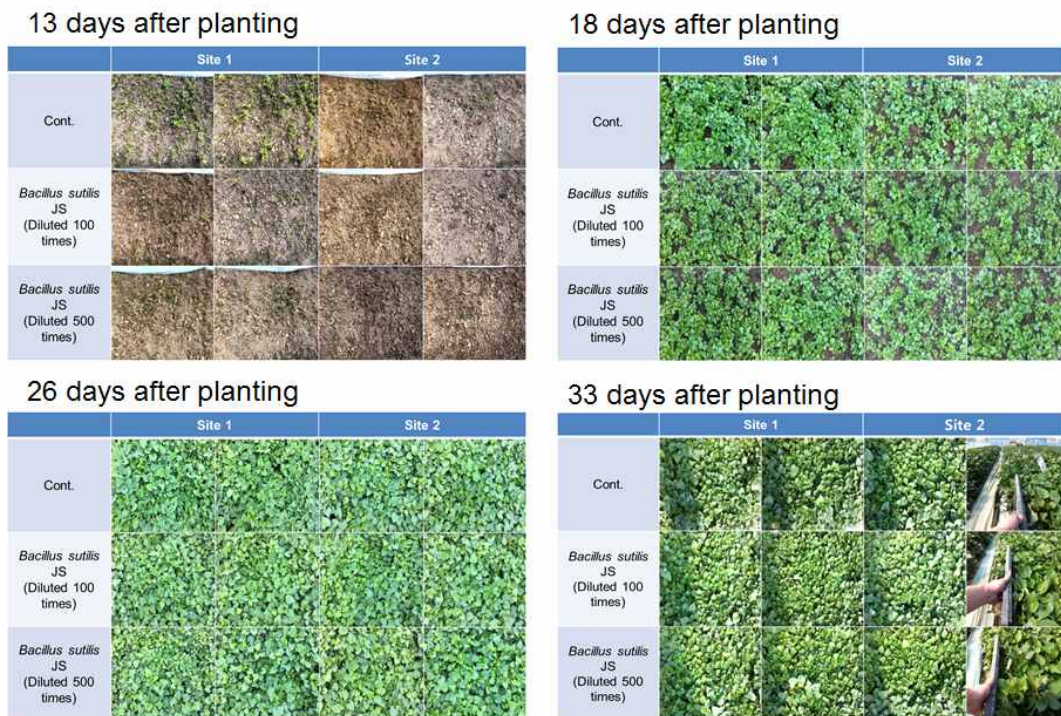 13 days after planting
Site 1 Site 2
Cont.
Bacillus sutilis
JS
(Diluted 100
times)
Bacillus sutilis
JS
(Diluted 500
times)
18 days after planting
Site 1 Site 2
Cont.
Bacillus sutilis
JS
(Diluted 100
times)
Bacillus sutilis
JS
(Diluted 500
times)
26 days after planting
Site 1 Site 2
Cont.
Bacillus sutilis
JS
(Diluted 100
times)
Bacillus sutilis
JS
(Diluted 500
times)
33 days after planting
Site 1 Site 2
Cont.
Bacillus sutilis
JS
(Diluted 100
times)
Bacillus sutilis
JS
(Diluted 500
times)